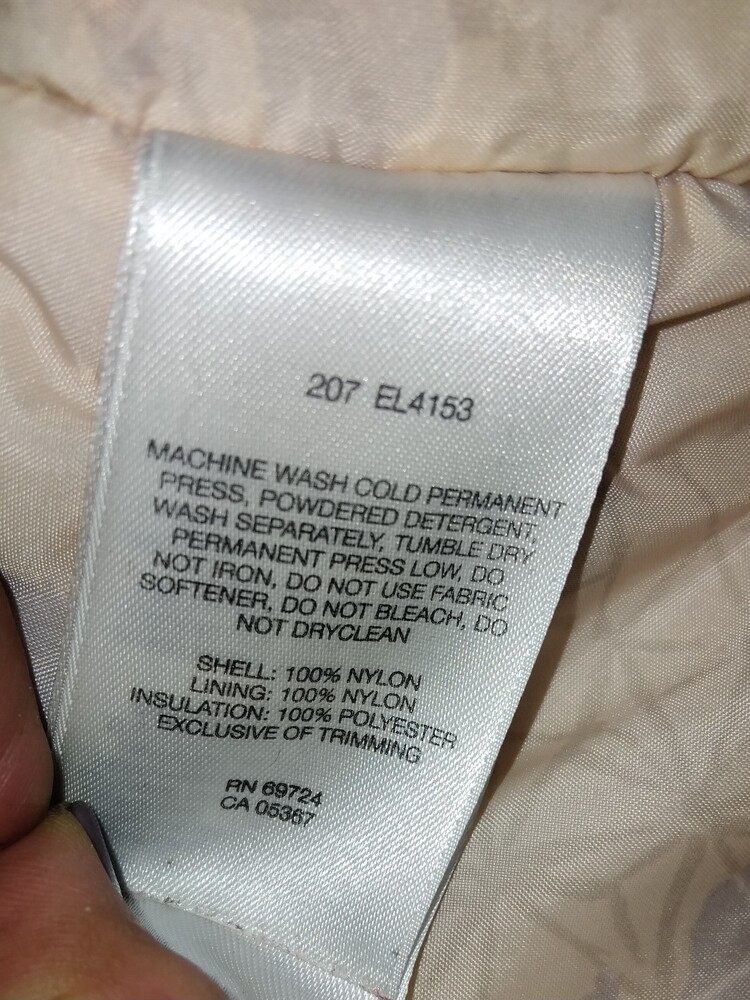 207 EL4153
MACHINE WASH COLD PERMANENT
PRESS, POWDERED DETERGENT,
WASH SEPARATELY, TUMBLE DRY
PERMANENT PRESS LOW, DO
NOT IRON, DO NOT USE FABRIC
SOFTENER, DO NOT BLEACH, DO
NOT DRYCLEAN
SHELL: 100% NYLON
LINING: 100% NYLON
INSULATION: 100% POLYESTER
EXCLUSIVE OF TRIMMING
RN 69724
CA 05367